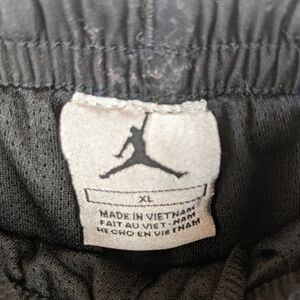 XL
MADE IN VIETNAM
FAIT AU VIET-NAM
HECHO EN VIETNAM